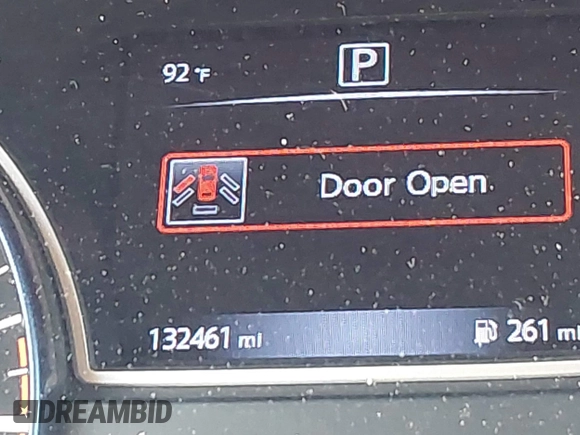 92 °F
P
Door Open
132461 mi
261 mi
DREAMBID